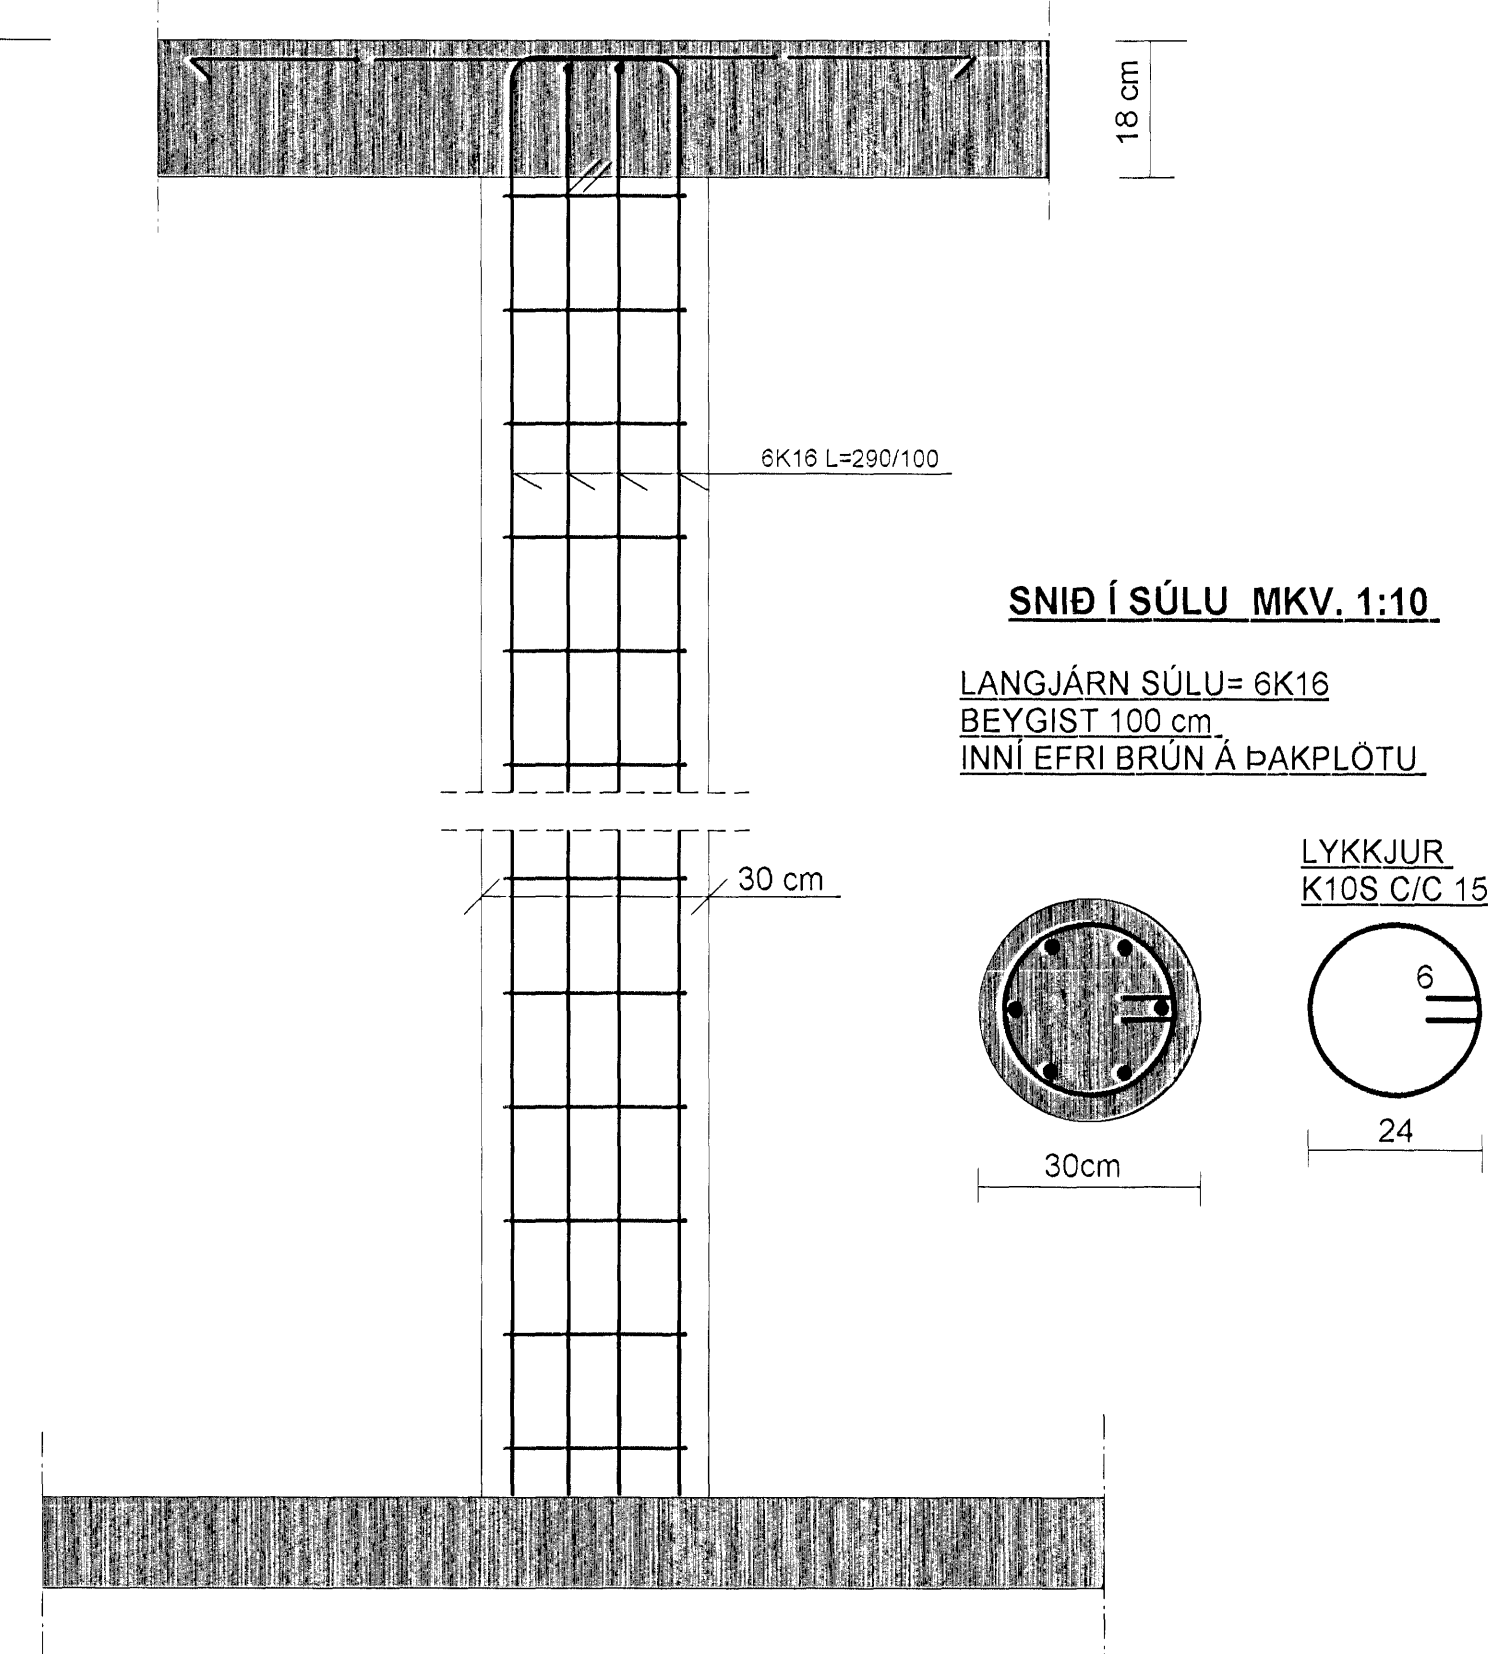 18 cm
6K16 L=290/100
SNIÐ Í SÚLU MKV. 1:10
LANGJÁRN SÚLU= 6K16
BEYGIST 100 cm
INNÍ EFRI BRÚN Á ÞAKPLÖTU
30 cm
LYKKJUR
K10S C/C 15
6
24
30cm